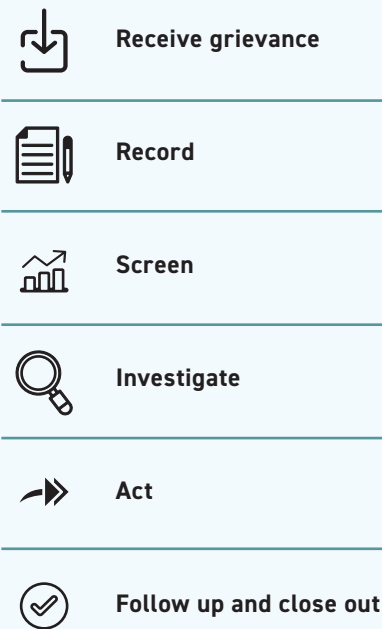 Receive grievance
Record
Screen
Investigate
Act
Follow up and close out